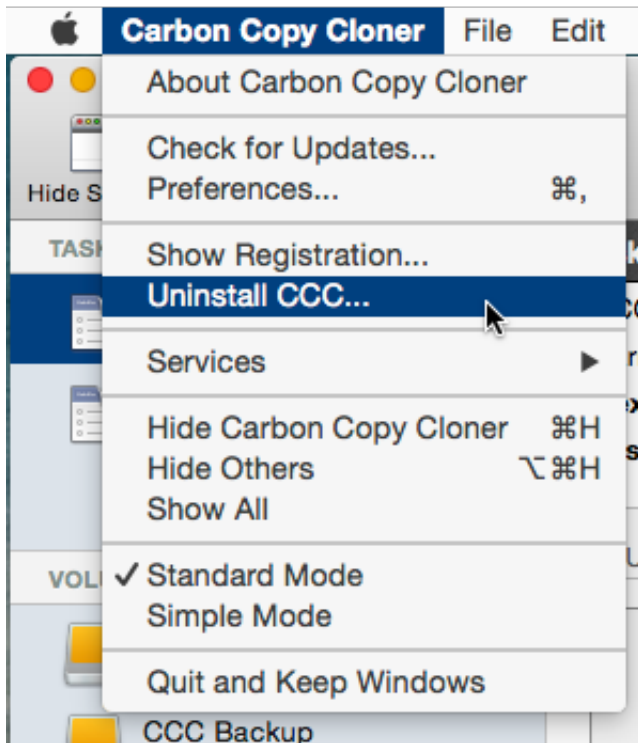 Carbon Copy Cloner File Edit
About Carbon Copy Cloner
Check for Updates...
Preferences... ⌘,
Hide S
Show Registration...
TASK
Uninstall CCC...
Services ▶
Hide Carbon Copy Cloner ⌘H
Hide Others ⌥⌘H
Show All
VOLU
✓ Standard Mode
Simple Mode
Quit and Keep Windows
CCC Backup